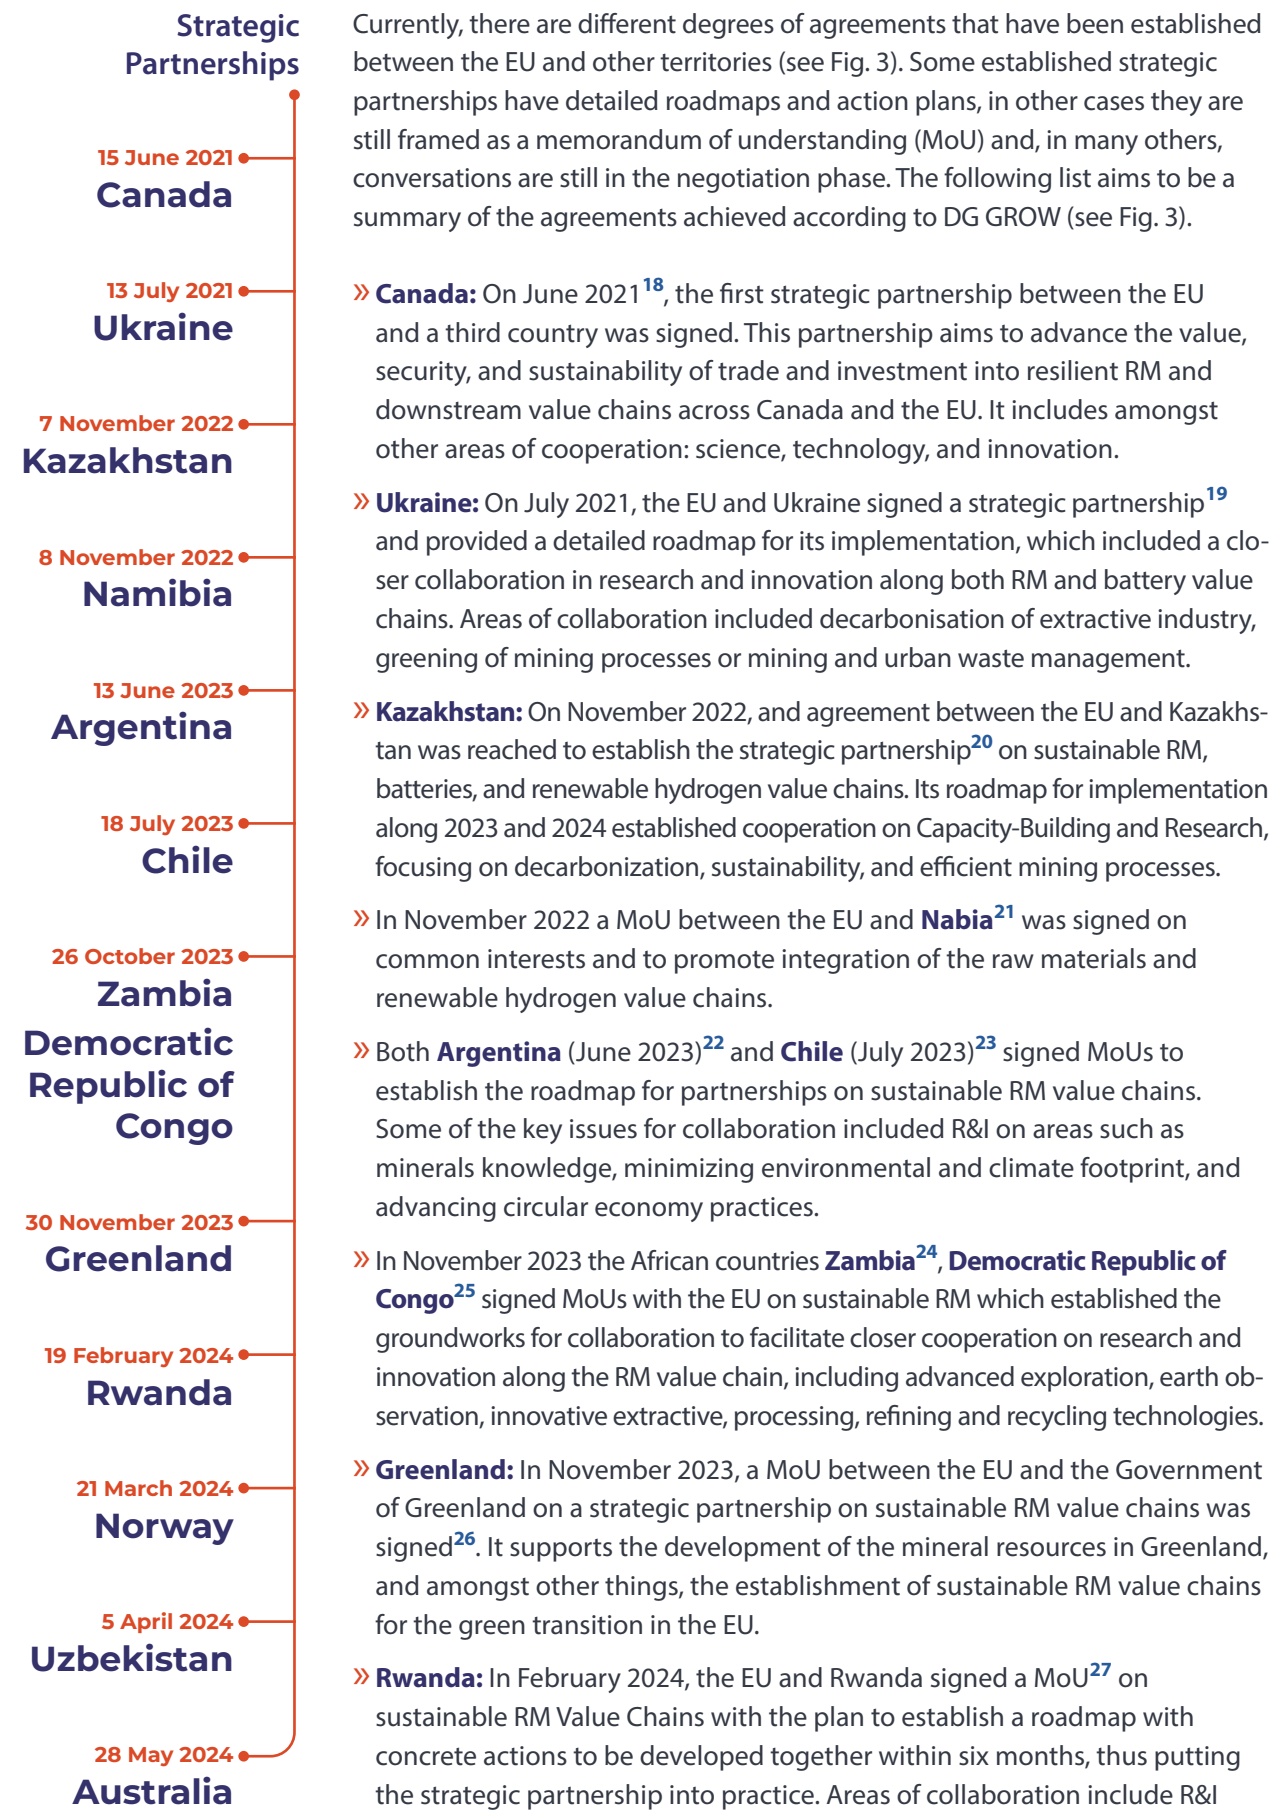 Strategic
Partnerships
15 June 2021
Canada
13 July 2021
Ukraine
7 November 2022
Kazakhstan
8 November 2022
Namibia
13 June 2023
Argentina
18 July 2023
Chile
26 October 2023
Zambia
Democratic
Republic of
Congo
30 November 2023
Greenland
19 February 2024
Rwanda
21 March 2024
Norway
5 April 2024
Uzbekistan
28 May 2024
Australia
Currently, there are different degrees of agreements that have been established
between the EU and other territories (see Fig. 3). Some established strategic
partnerships have detailed roadmaps and action plans, in other cases they are
still framed as a memorandum of understanding (MoU) and, in many others,
conversations are still in the negotiation phase. The following list aims to be a
summary of the agreements achieved according to DG GROW (see Fig. 3).
» Canada: On June 202118, the first strategic partnership between the EU
and a third country was signed. This partnership aims to advance the value,
security, and sustainability of trade and investment into resilient RM and
downstream value chains across Canada and the EU. It includes amongst
other areas of cooperation: science, technology, and innovation.
» Ukraine: On July 2021, the EU and Ukraine signed a strategic partnership19
and provided a detailed roadmap for its implementation, which included a clo-
ser collaboration in research and innovation along both RM and battery value
chains. Areas of collaboration included decarbonisation of extractive industry,
greening of mining processes or mining and urban waste management.
» Kazakhstan: On November 2022, and agreement between the EU and Kazakhs-
tan was reached to establish the strategic partnership20 on sustainable RM,
batteries, and renewable hydrogen value chains. Its roadmap for implementation
along 2023 and 2024 established cooperation on Capacity-Building and Research,
focusing on decarbonization, sustainability, and efficient mining processes.
» In November 2022 a MoU between the EU and Nabia21 was signed on
common interests and to promote integration of the raw materials and
renewable hydrogen value chains.
» Both Argentina (June 2023)22 and Chile (July 2023)23 signed MoUs to
establish the roadmap for partnerships on sustainable RM value chains.
Some of the key issues for collaboration included R&I on areas such as
minerals knowledge, minimizing environmental and climate footprint, and
advancing circular economy practices.
» In November 2023 the African countries Zambia24, Democratic Republic of
Congo25 signed MoUs with the EU on sustainable RM which established the
groundworks for collaboration to facilitate closer cooperation on research and
innovation along the RM value chain, including advanced exploration, earth ob-
servation, innovative extractive, processing, refining and recycling technologies.
» Greenland: In November 2023, a MoU between the EU and the Government
of Greenland on a strategic partnership on sustainable RM value chains was
signed26. It supports the development of the mineral resources in Greenland,
and amongst other things, the establishment of sustainable RM value chains
for the green transition in the EU.
» Rwanda: In February 2024, the EU and Rwanda signed a MoU27 on
sustainable RM Value Chains with the plan to establish a roadmap with
concrete actions to be developed together within six months, thus putting
the strategic partnership into practice. Areas of collaboration include R&I